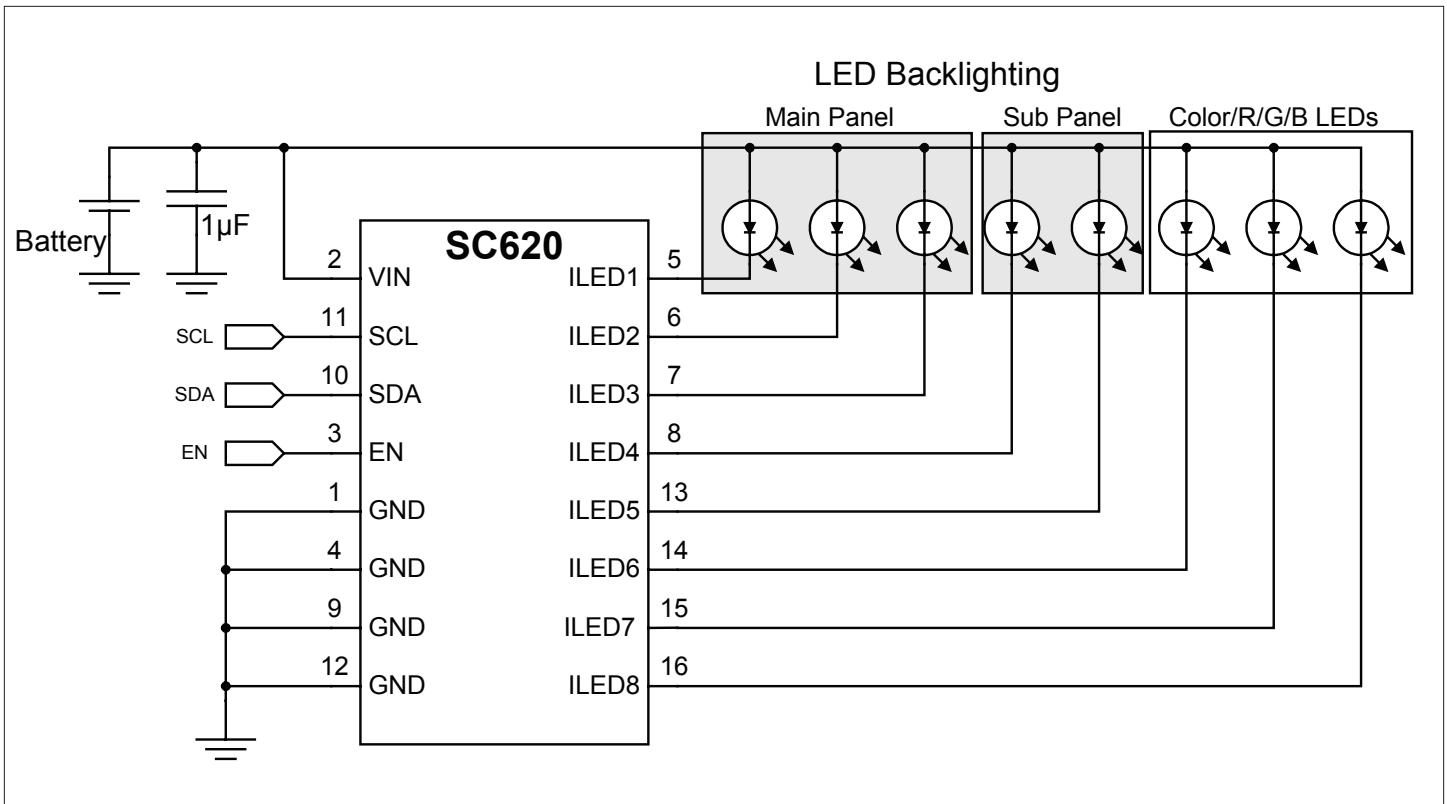 LED Backlighting
Main Panel Sub Panel Color/R/G/B LEDs
Battery
1µF
SC620
2 VIN ILED1 5
SCL 11 SCL ILED2 6
SDA 10 SDA ILED3 7
EN 3 EN ILED4 8
1 GND ILED5 13
4 GND ILED6 14
9 GND ILED7 15
12 GND ILED8 16